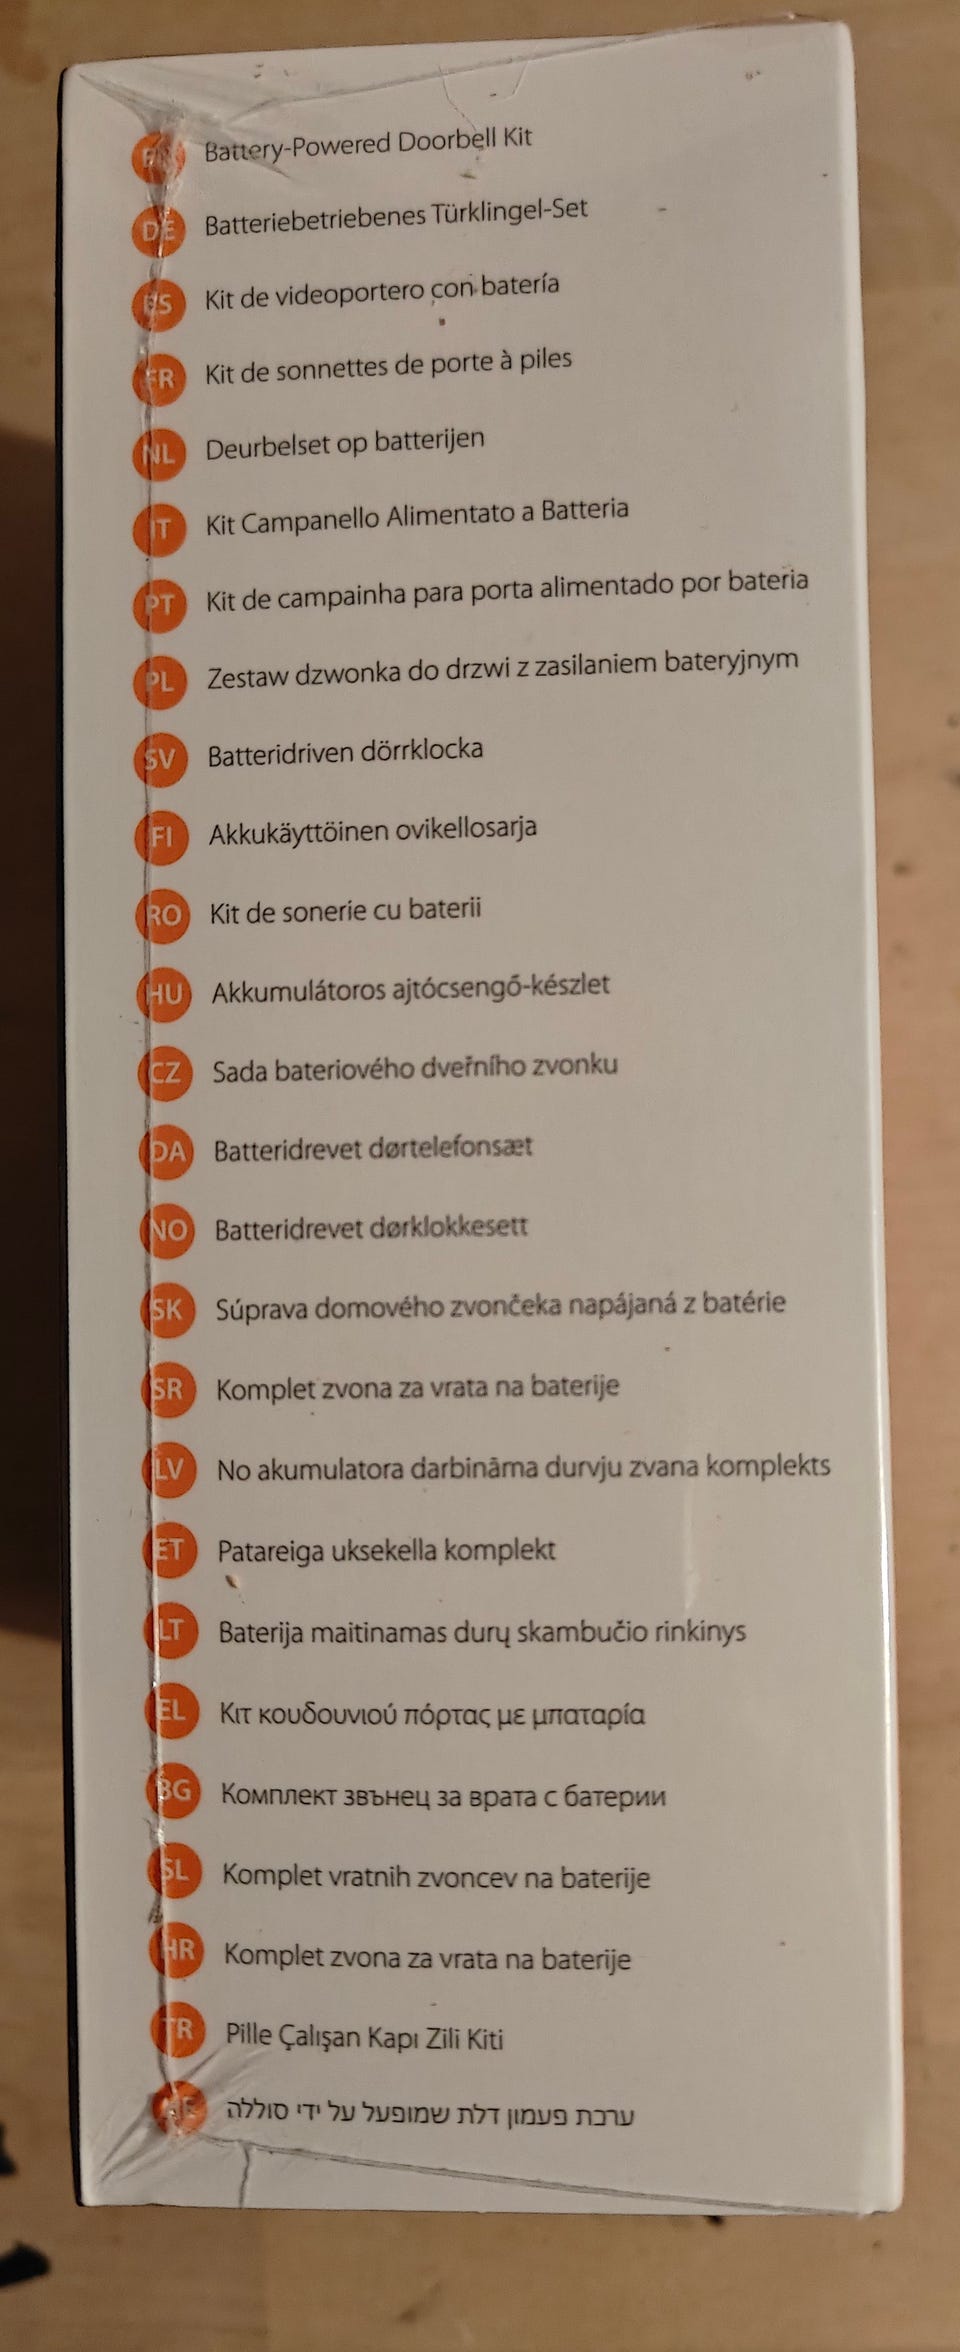 EN Battery-Powered Doorbell Kit
DE Batteriebetriebenes Türklingel-Set
ES Kit de videoportero con batería
FR Kit de sonnettes de porte à piles
NL Deurbelset op batterijen
IT Kit Campanello Alimentato a Batteria
PT Kit de campainha para porta alimentado por bateria
PL Zestaw dzwonka do drzwi z zasilaniem bateryjnym
SV Batteridriven dörrklocka
FI Akkukäyttöinen ovikellosarja
RO Kit de sonerie cu baterii
HU Akkumulátoros ajtócsengő-készlet
CZ Sada bateriového dveřního zvonku
DA Batteridrevet dørtelefonsæt
NO Batteridrevet dørklokkesett
SK Súprava domového zvončeka napájaná z batérie
SR Komplet zvona za vrata na baterije
LV No akumulatora darbināma durvju zvana komplekts
ET Patareiga uksekella komplekt
LT Baterija maitinamas durų skambučio rinkinys
EL Κιτ κουδουνιού πόρτας με μπαταρία
BG Комплект звънец за врата с батерии
SL Komplet vratnih zvoncev na baterije
HR Komplet zvona za vrata na baterije
TR Pille Çalışan Kapı Zili Kiti
HE ערכת פעמון דלת שמופעל על ידי סוללה